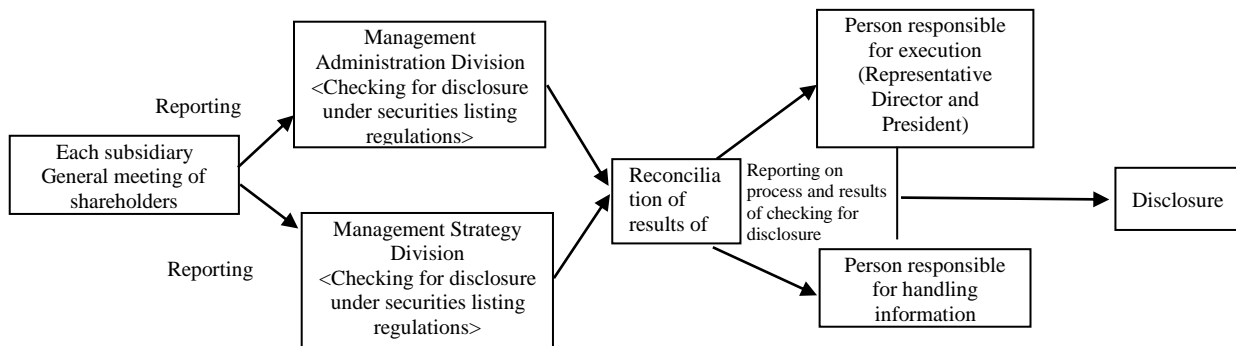 Reporting
Each subsidiary
General meeting of
shareholders
Reporting
Management
Administration Division
<Checking for disclosure
under securities listing
regulations>
Management Strategy
Division
<Checking for disclosure
under securities listing
regulations>
Reconcilia
tion of
results of
Reporting on
process and results
of checking for
disclosure
Person responsible
for execution
(Representative
Director and
President)
Person responsible
for handling
information
Disclosure